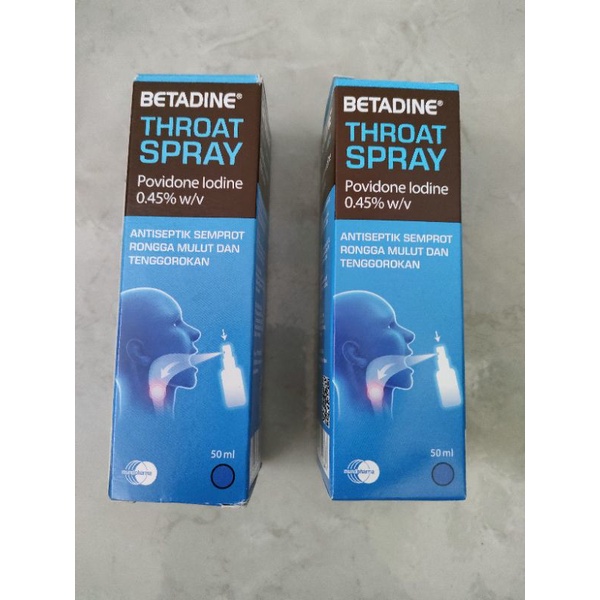 BETADINE®
THROAT
SPRAY
Povidone Iodine
0.45% w/v
ANTISEPTIK SEMPROT
RONGGA MULUT DAN
TENGGOROKAN
50 ml
BETADINE®
THROAT
SPRAY
Povidone Iodine
0.45% w/v
ANTISEPTIK SEMPROT
RONGGA MULUT DAN
TENGGOROKAN
50 ml